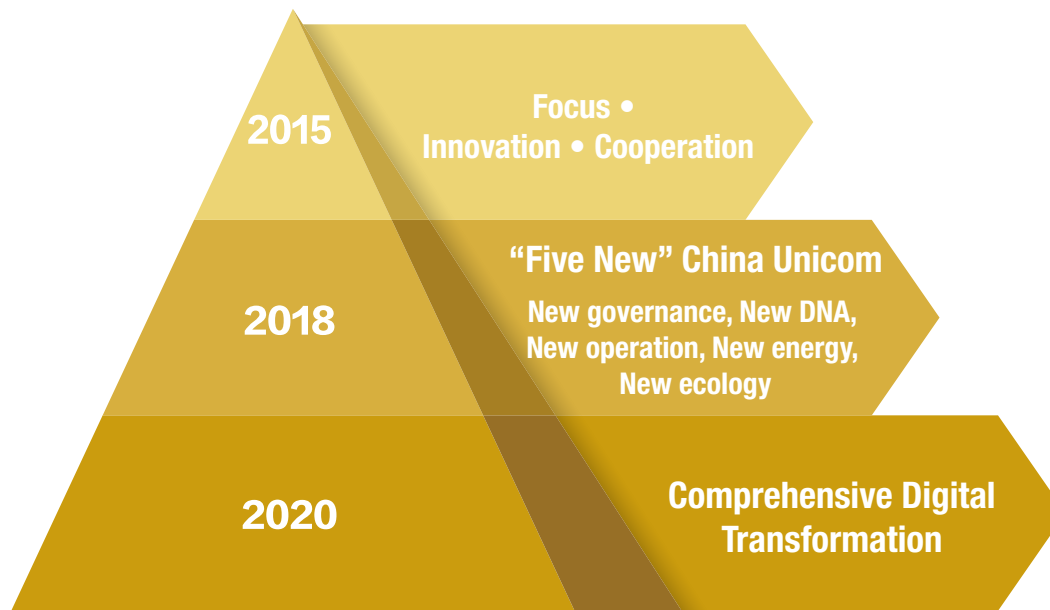 2015
Focus •
Innovation • Cooperation
2018
“Five New” China Unicom
New governance, New DNA,
New operation, New energy,
New ecology
2020
Comprehensive Digital
Transformation